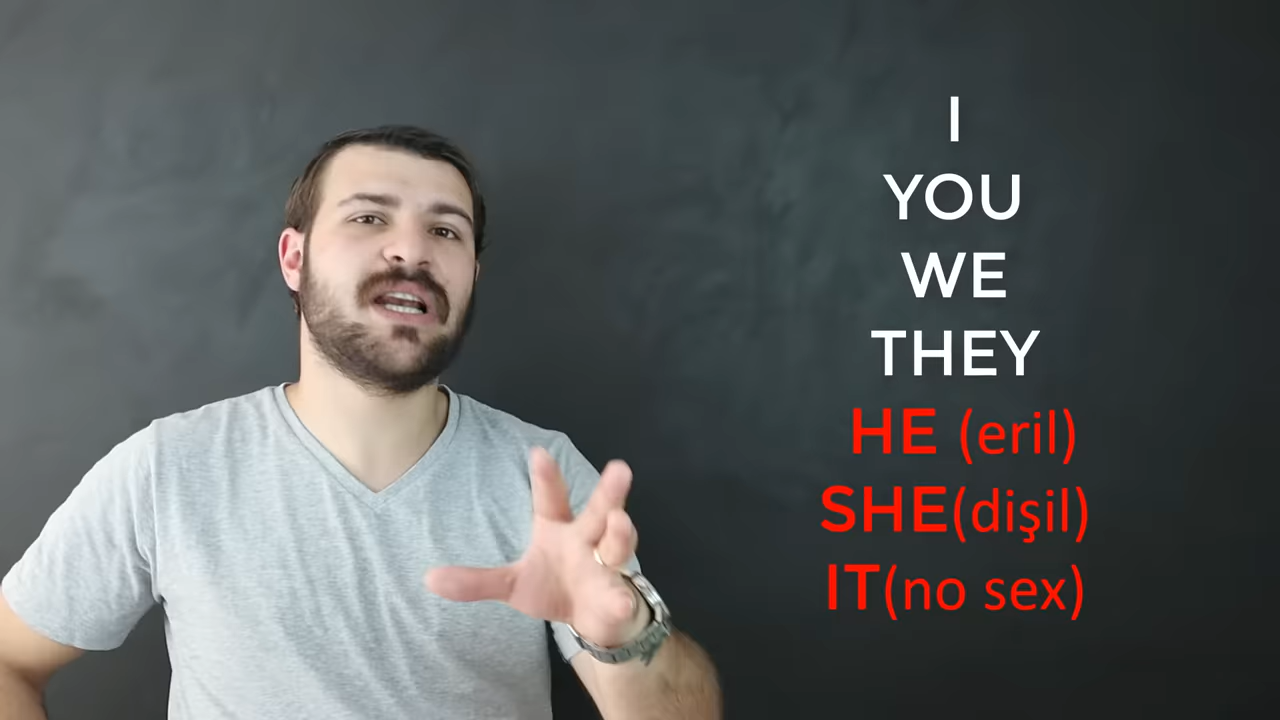 I
YOU
WE
THEY
HE (eril)
SHE(dişil)
IT(no sex)